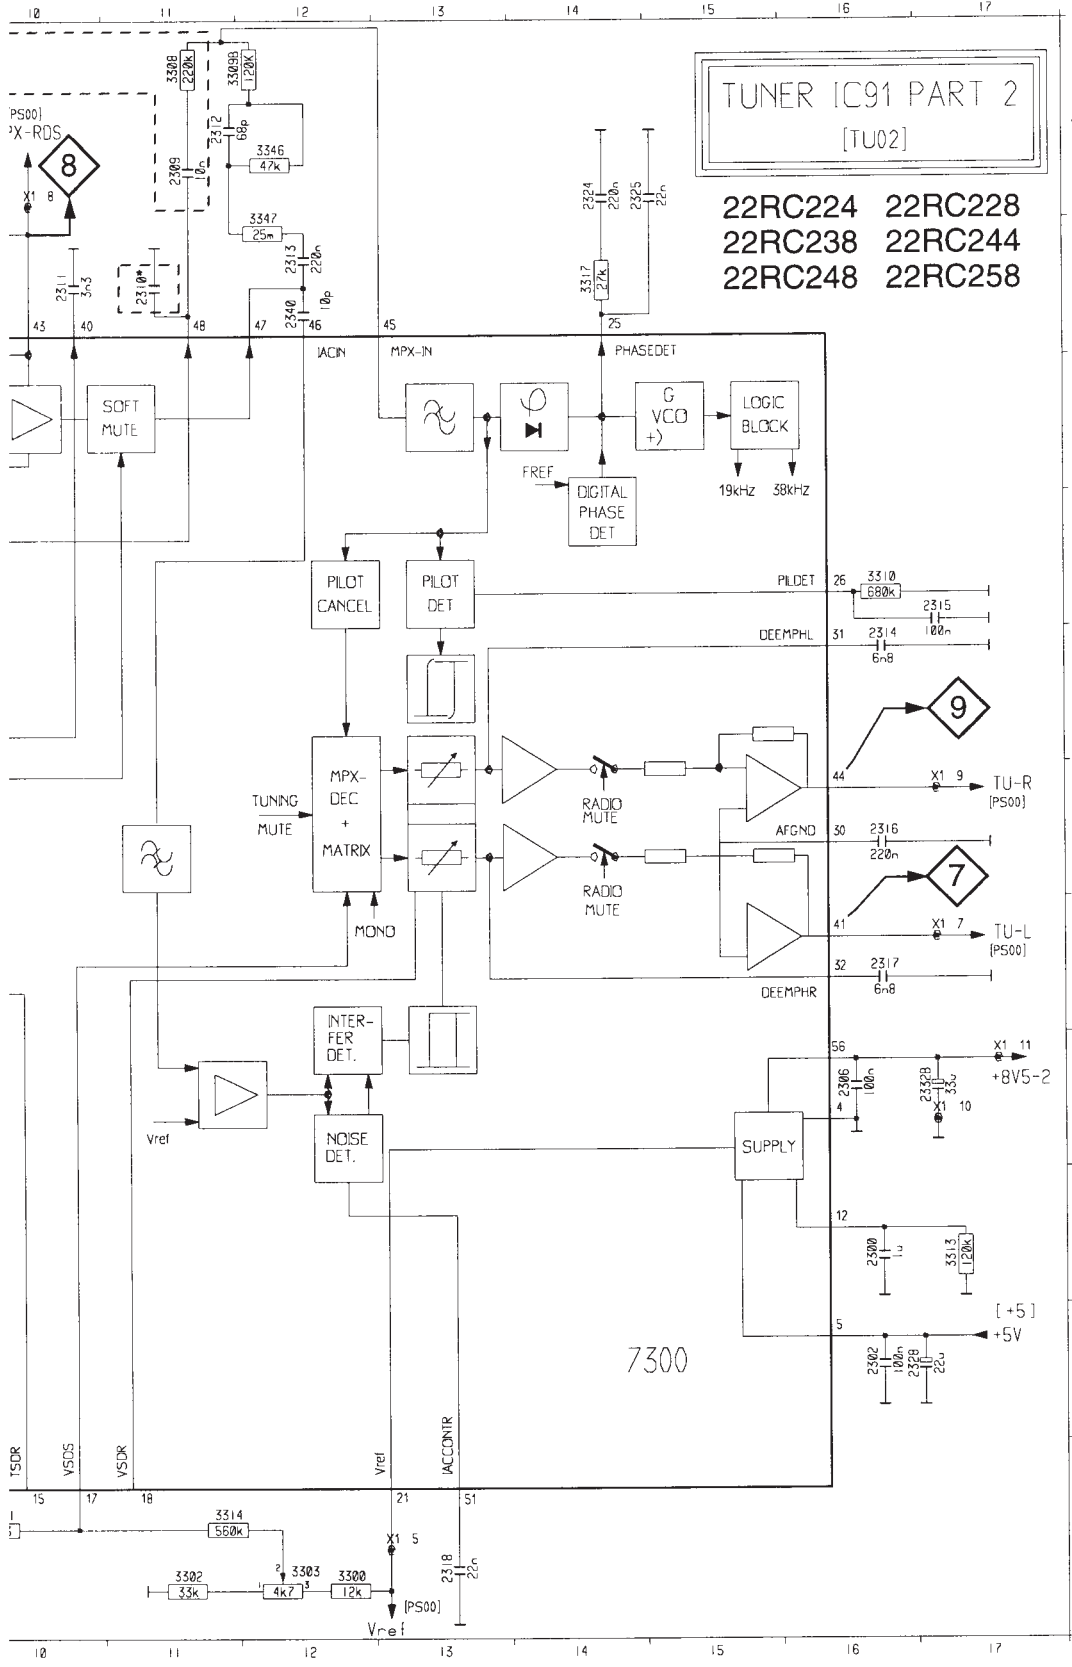 10 11 12 13 14 15 16 17
TUNER IC91 PART 2
[TU02]
22RC224 22RC228
22RC238 22RC244
22RC248 22RC258
[PS00]
PX-RDS
8
X1 8
3308
220k
3309B
120K
2312
68p
3346
47k
2309
3347
25m
2313
220n
2311
3n3
2310*
2340
10p
2324
220n
2325
22n
3317
27k
43 40 48 47 46 45 25
IACIN
MPX-IN
PHASEDET
SOFT
MUTE
G
VCO
+)
LOGIC
BLOCK
19kHz 38kHz
FREF
DIGITAL
PHASE
DET
PILOT
CANCEL
PILOT
DET
PILDET
26
3310
680k
2315
100n
DEEMPHL
31
2314
6n8
9
44
X1 9
TU-R
[PS00]
MPX-
DEC
+
MATRIX
TUNING
MUTE
RADIO
MUTE
AFGND
30
2316
220n
7
RADIO
MUTE
MONO
41
X1 7
TU-L
[PS00]
32
2317
6n8
DEEMPHR
INTER-
FER
DET.
56
2306
100n
2332B
33u
X1 11
+8V5-2
4
X1 10
Vref
NOISE
DET.
SUPPLY
12
2300
1u
3313
120k
[+5]
+5V
5
2302
100n
2328
22u
7300
TSDR
VSDS
VSDR
Vref
IACCONTR
15 17 18 21 51
3314
560k
X1 5
2318
22n
3302
33k
1 2 3
3303
4k7
3300
12k
[PS00]
Vref
10 11 12 13 14 15 16 17